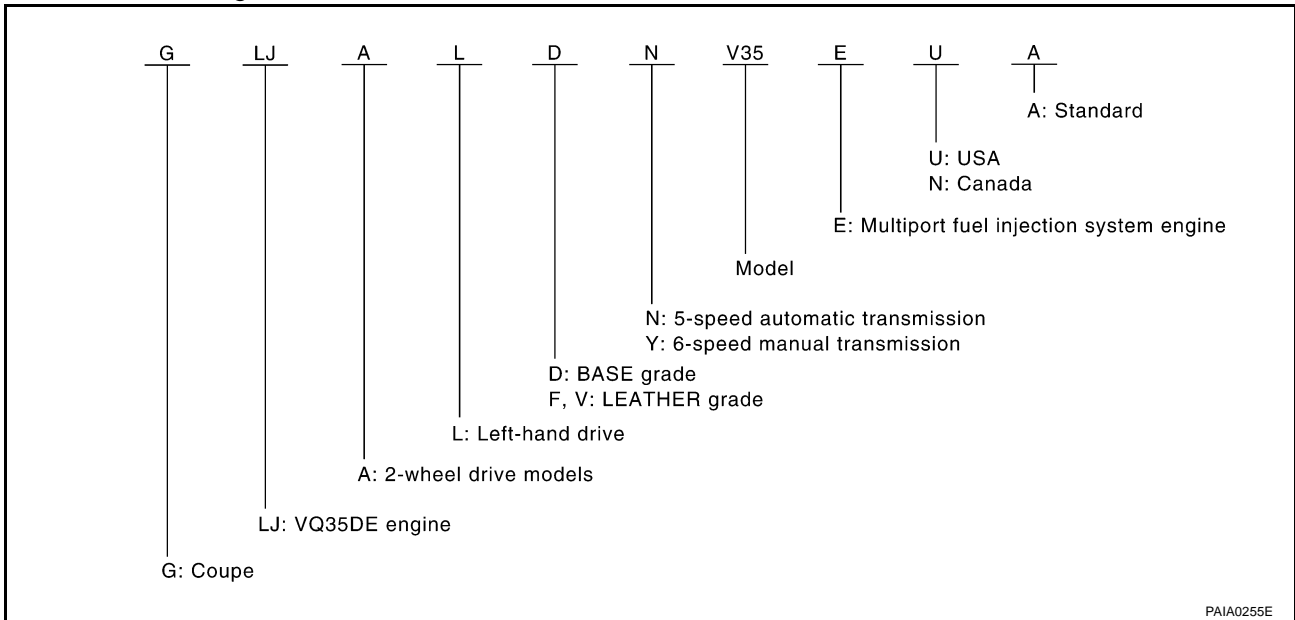 G LJ A L D N V35 E U A
A: Standard
U: USA
N: Canada
E: Multiport fuel injection system engine
Model
N: 5-speed automatic transmission
Y: 6-speed manual transmission
D: BASE grade
F, V: LEATHER grade
L: Left-hand drive
A: 2-wheel drive models
LJ: VQ35DE engine
G: Coupe
PAIA0255E